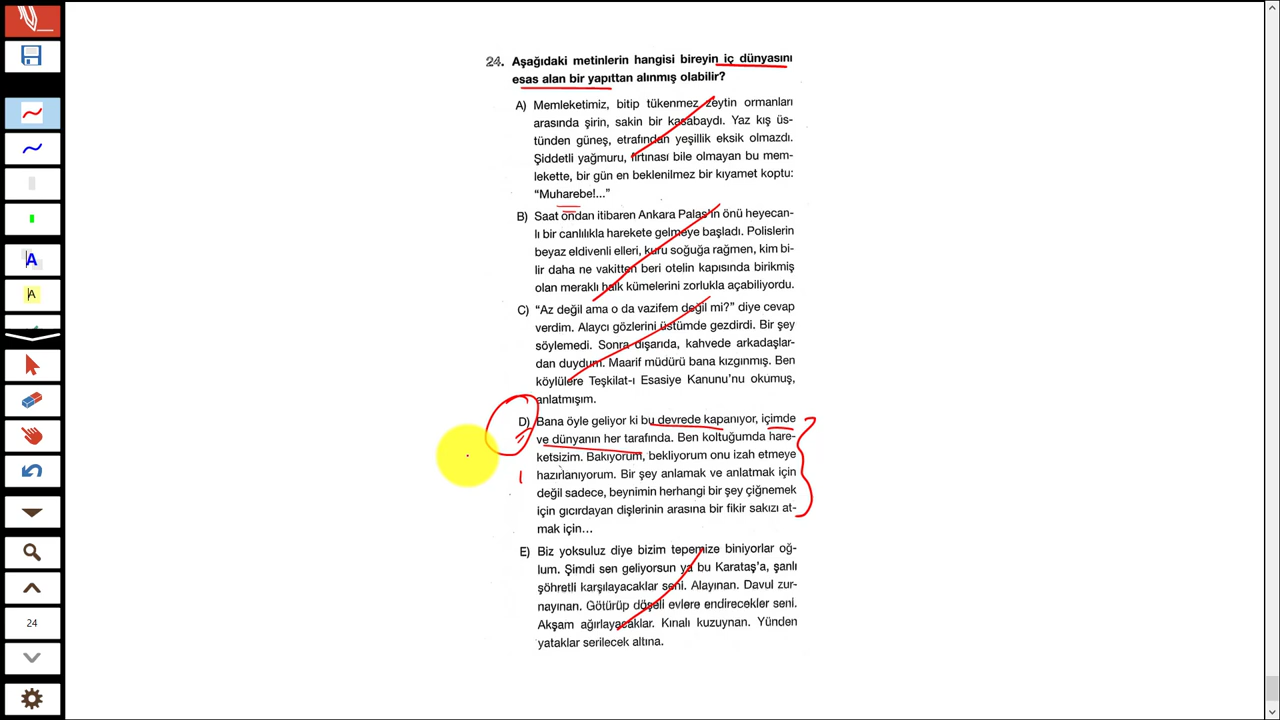 24. Aşağıdaki metinlerin hangisi bireyin iç dünyasını
esas alan bir yapıttan alınmış olabilir?
A) Memleketimiz, bitip tükenmez zeytin ormanları
arasında şirin, sakin bir kasabaydı. Yaz kış üs-
tünden güneş, etrafından yeşillik eksik olmazdı.
Şiddetli yağmuru, fırtınası bile olmayan bu mem-
lekette, bir gün en beklenilmez bir kıyamet koptu:
“Muharebe!...”
B) Saat ondan itibaren Ankara Palas’ın önü heyecan-
lı bir canlılıkla harekete gelmeye başladı. Polislerin
beyaz eldivenli elleri, kuru soğuğa rağmen, kim bi-
lir daha ne vakitten beri otelin kapısında birikmiş
olan meraklı halk kümelerini zorlukla açabiliyordu.
C) “Az değil ama o da vazifem değil mi?” diye cevap
verdim. Alaycı gözlerini üstümde gezdirdi. Bir şey
söylemedi. Sonra dışarıda, kahvede arkadaşlar-
dan duydum. Maarif müdürü bana kızgınmış. Ben
köylülere Teşkilat-ı Esasiye Kanunu’nu okumuş,
anlatmışım.
D) Bana öyle geliyor ki bu devrede kapanıyor, içimde
ve dünyanın her tarafında. Ben koltuğumda hare-
ketsizim. Bakıyorum, bekliyorum onu izah etmeye
hazırlanıyorum. Bir şey anlamak ve anlatmak için
değil sadece, beynimin herhangi bir şey çiğnemek
için gıcırdayan dişlerinin arasına bir fikir sakızı at-
mak için...
E) Biz yoksuluz diye bizim tepemize biniyorlar oğ-
lum. Şimdi sen geliyorsun ya bu Karataş’a, şanlı
şöhretli karşılayacaklar seni. Alayınan. Davul zur-
nayınan. Götürüp döşeli evlere endirecekler seni.
Akşam ağırlayacaklar. Kınalı kuzuynan. Yünden
yataklar serilecek altına.
A
A
24